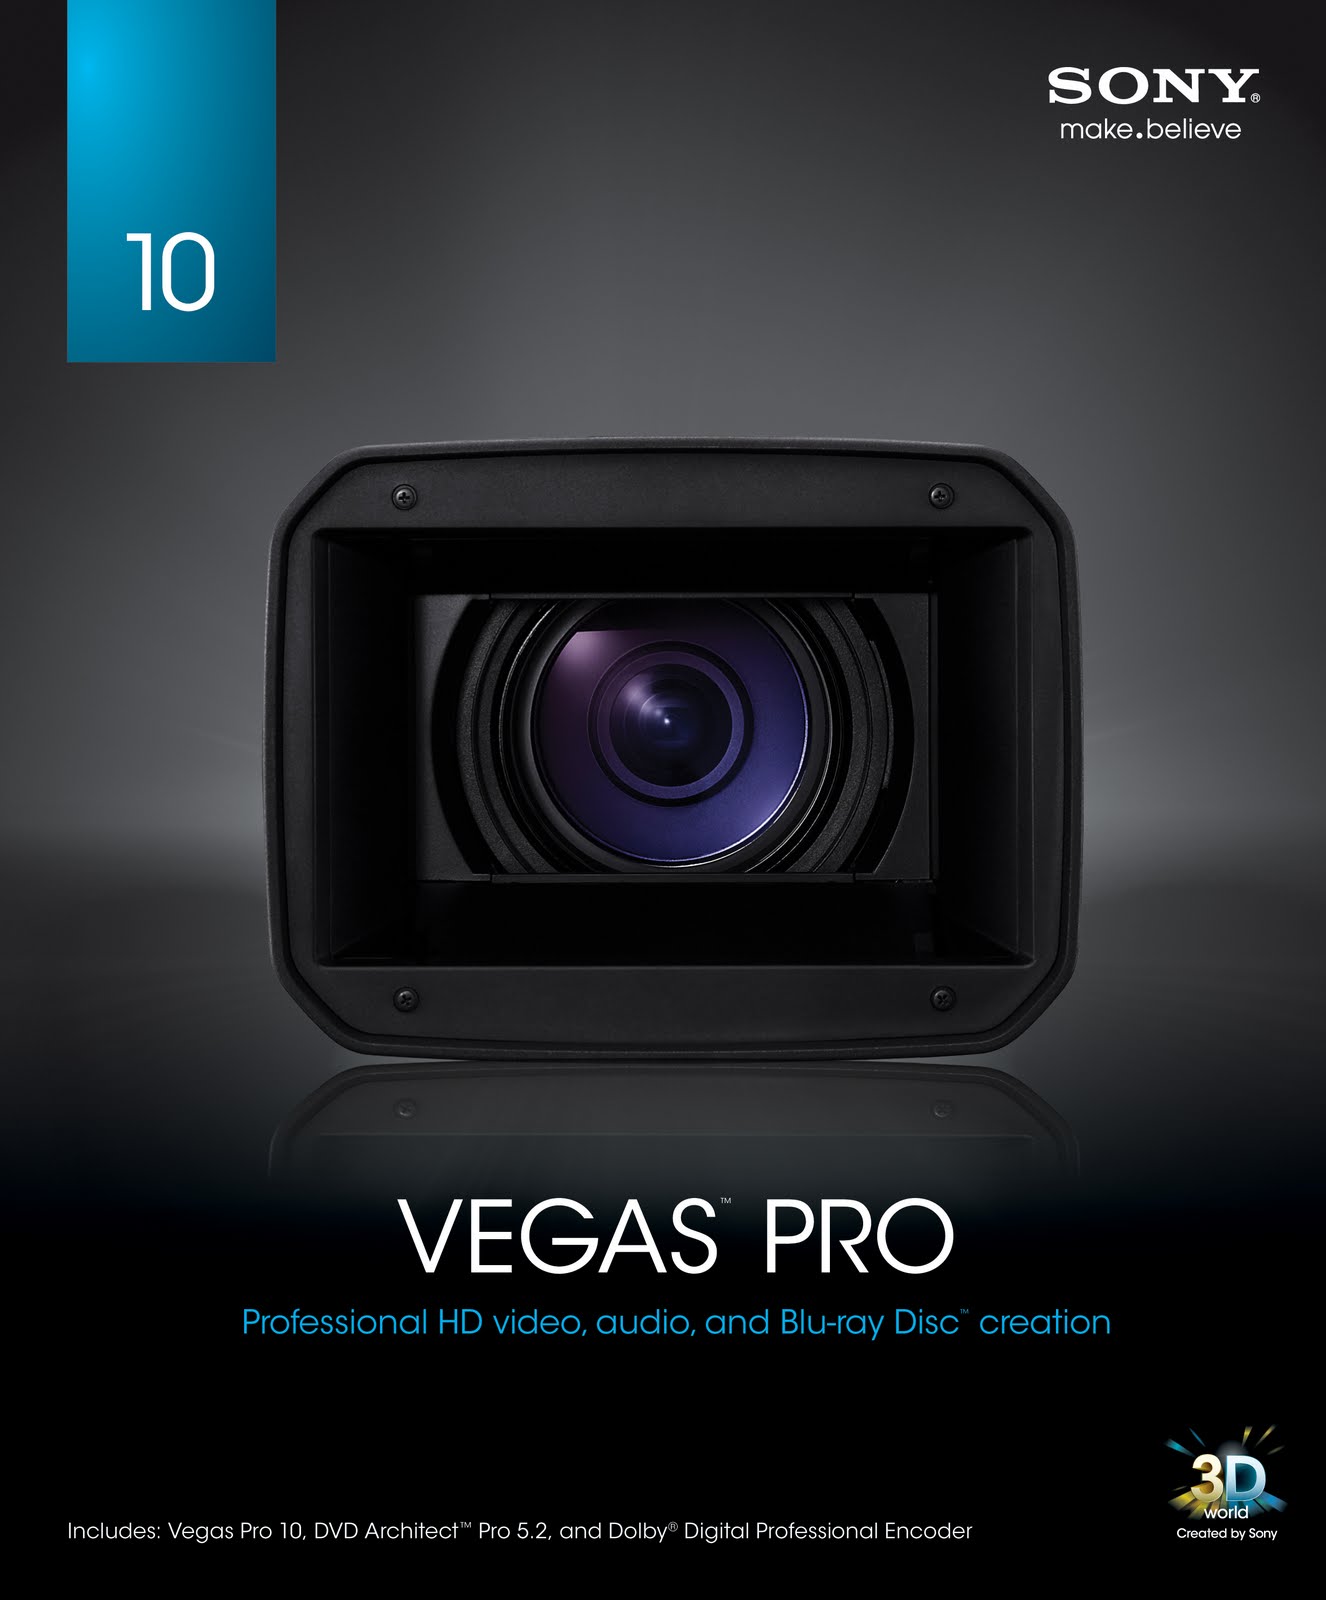 10
SONY®
make.believe
VEGAS™ PRO
Professional HD video, audio, and Blu-ray Disc™ creation
3D
world
Created by Sony
Includes: Vegas Pro 10, DVD Architect™ Pro 5.2, and Dolby® Digital Professional Encoder